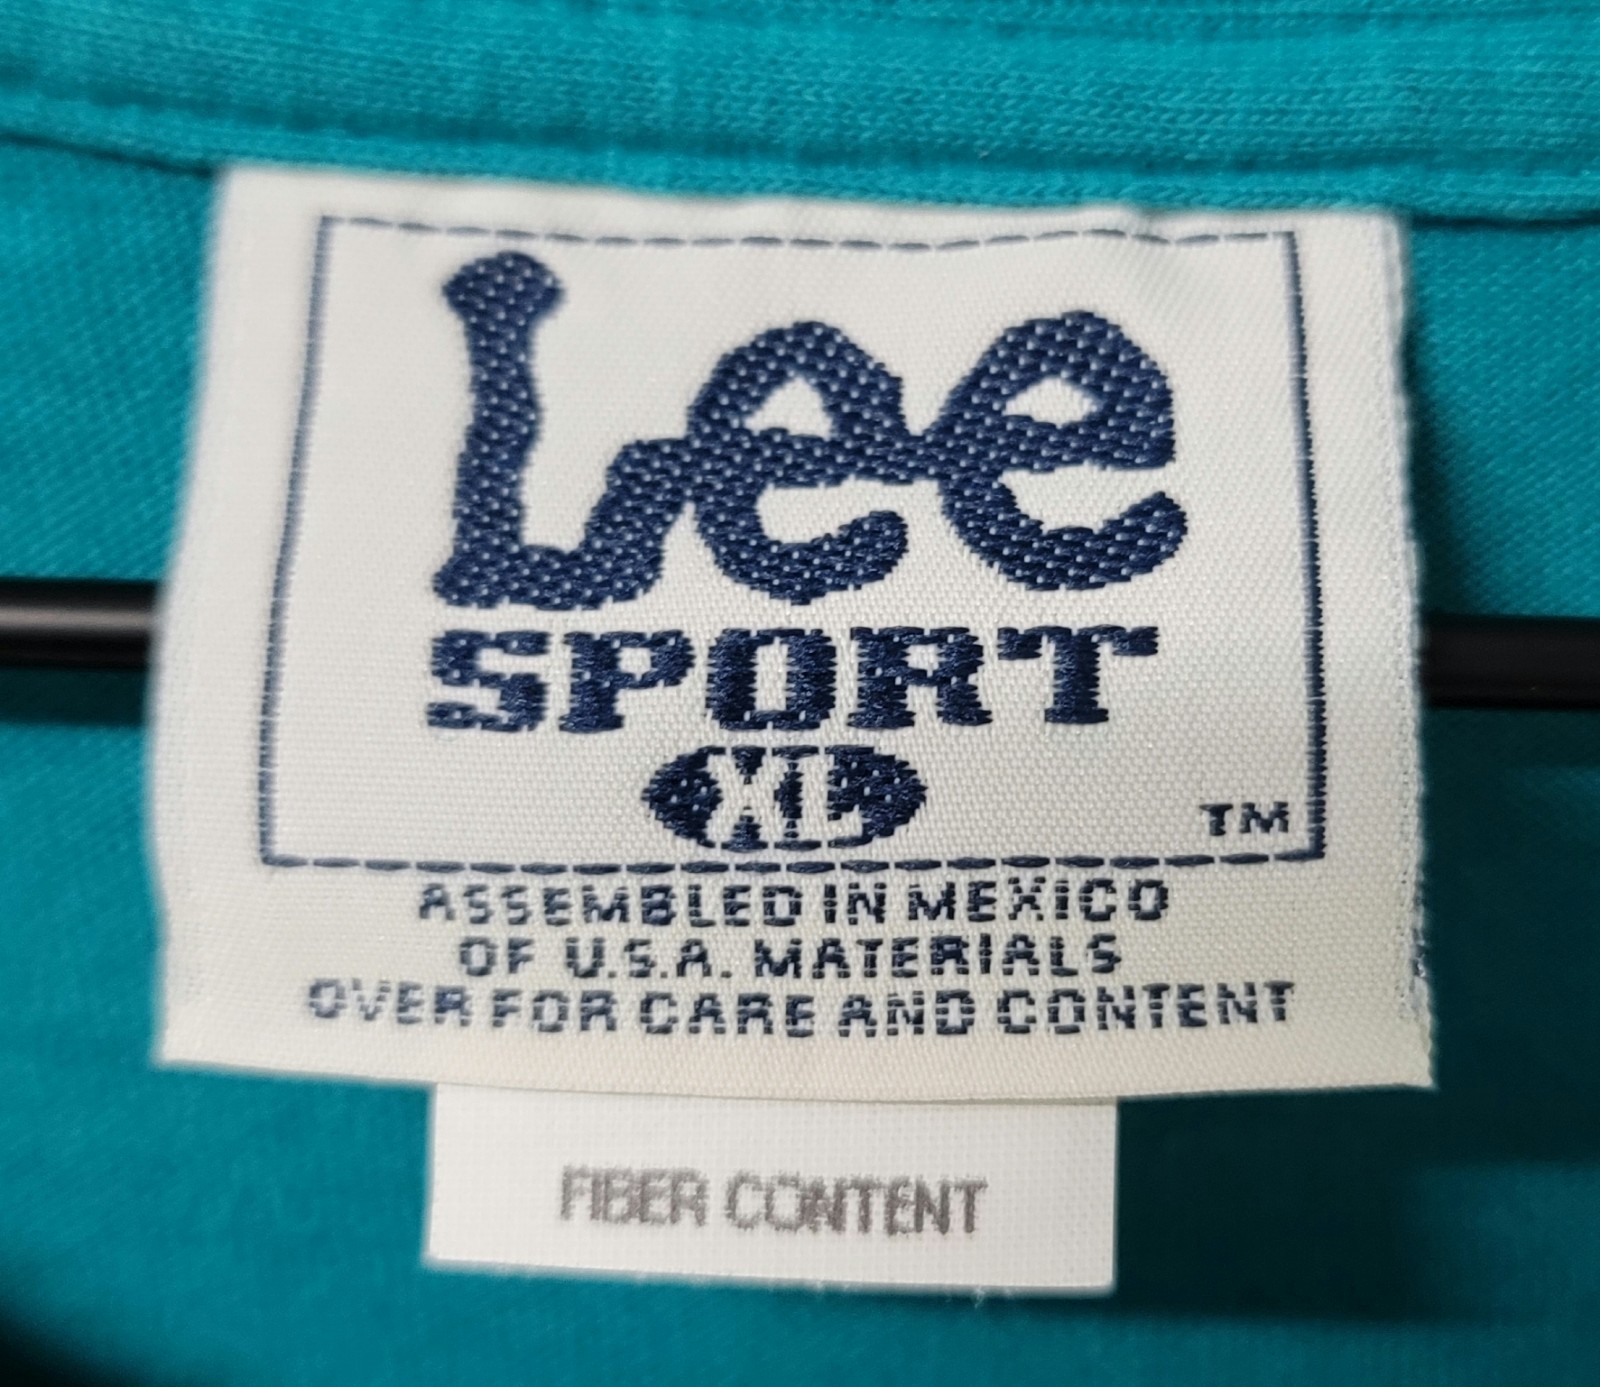 Lee
SPORT
XL
TM
ASSEMBLED IN MEXICO
OF U.S.A. MATERIALS
OVER FOR CARE AND CONTENT
FIBER CONTENT